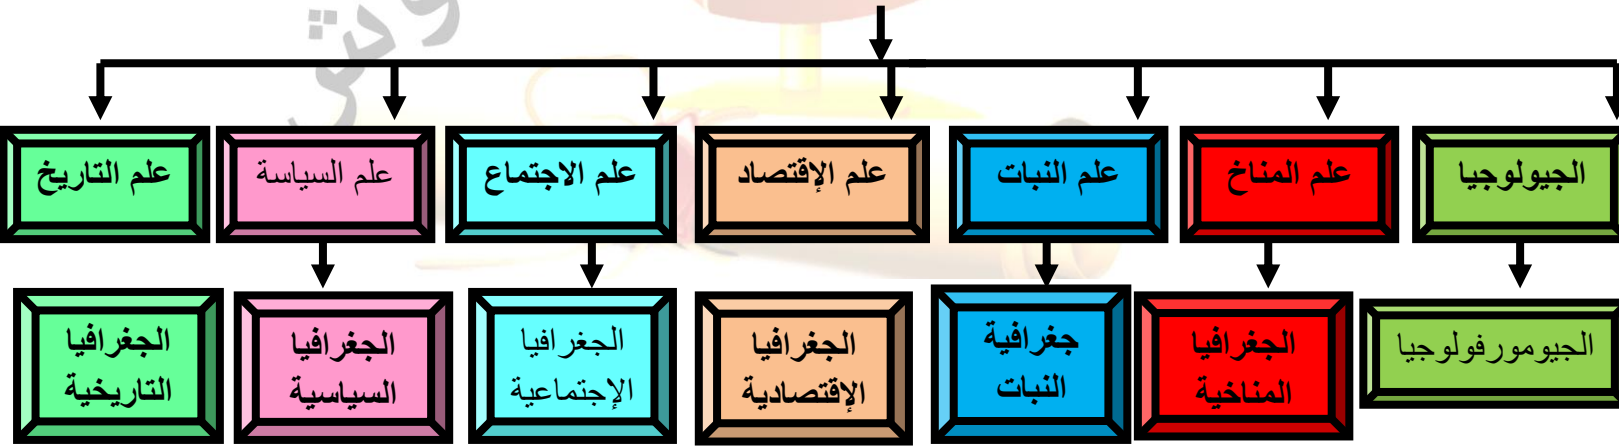 الجيولوجيا
علم المناخ
علم النبات
علم الإقتصاد
علم الاجتماع
علم السياسة
علم التاريخ
الجيومورفولوجيا
الجغرافيا
المناخية
جغرافية
النبات
الجغرافيا
الإقتصادية
الجغرافيا
الإجتماعية
الجغرافيا
السياسية
الجغرافيا
التاريخية